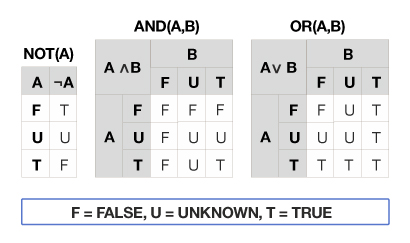 AND(A,B)
OR(A,B)
NOT(A)
A ∧B
B
A∨ B
B
A ¬A
F U T
F U T
F T
F F F F
F F U T
U U
A U F U U
A U U U T
T F
T F U T
T T T T
F = FALSE, U = UNKNOWN, T = TRUE